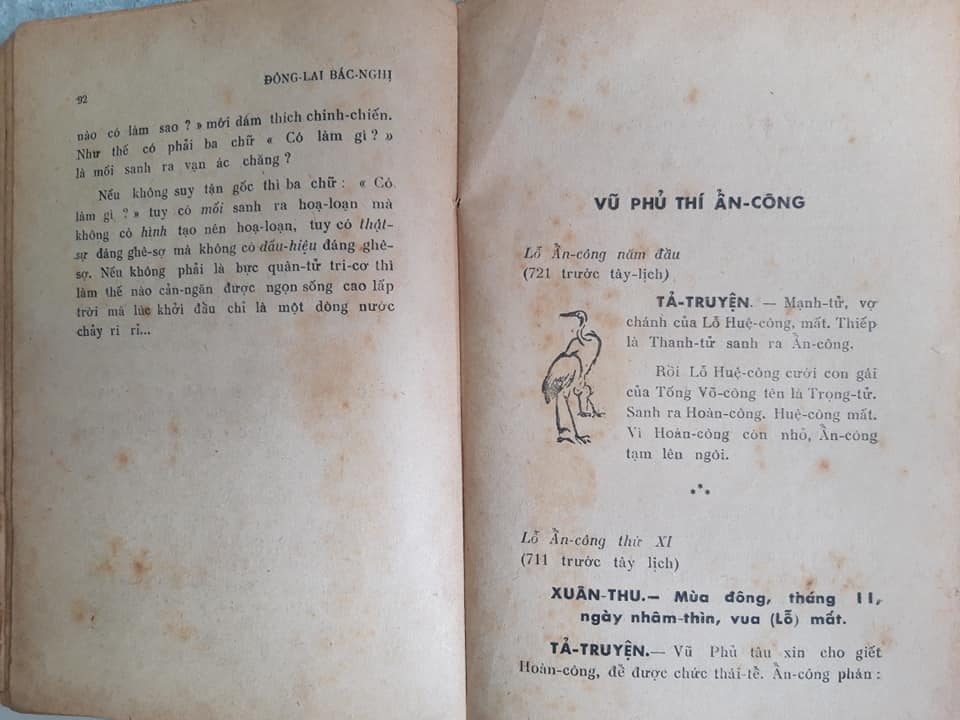 92
ĐÔNG-LAI BẮC-NGHỊ
nào có làm sao ? » mới dám thích chinh-chiến.
Như thế có phải ba chữ « Có làm gì ? »
là mối sanh ra vạn ác chăng ?
Nếu không suy tận gốc thì ba chữ : « Có
làm gì ? » tuy có mối sanh ra hoạ-loạn mà
không có hình tạo nên hoạ-loạn, tuy có thật-
sự đáng ghê-sợ mà không có dấu-hiệu đáng ghê-
sợ. Nếu không phải là bực quân-tử tri-cơ thì
làm thế nào cản-ngăn được ngọn sống cao lấp
trời mà lúc khởi đầu chỉ là một dòng nước
chảy ri rỉ...
VŨ PHỦ THÍ ẨN-CÔNG
Lỗ Ẩn-công năm đầu
(721 trước tây-lịch)
TẢ-TRUYỆN. — Mạnh-tử, vợ
chánh của Lỗ Huệ-công, mất. Thiếp
là Thanh-tử sanh ra Ẩn-công.
Rồi Lỗ Huệ-công cưới con gái
của Tống Võ-công tên là Trọng-tử.
Sanh ra Hoàn-công. Huệ-công mất.
Vì Hoàn-công còn nhỏ, Ẩn-công
tạm lên ngôi.
Lỗ Ẩn-công thứ XI
(711 trước tây lịch)
XUÂN-THU.— Mùa đông, tháng II,
ngày nhâm-thìn, vua (Lỗ) mất.
TẢ-TRUYỆN.— Vũ Phủ tâu xin cho giết
Hoàn-công, để được chức thái-tể. Ẩn-công phán :